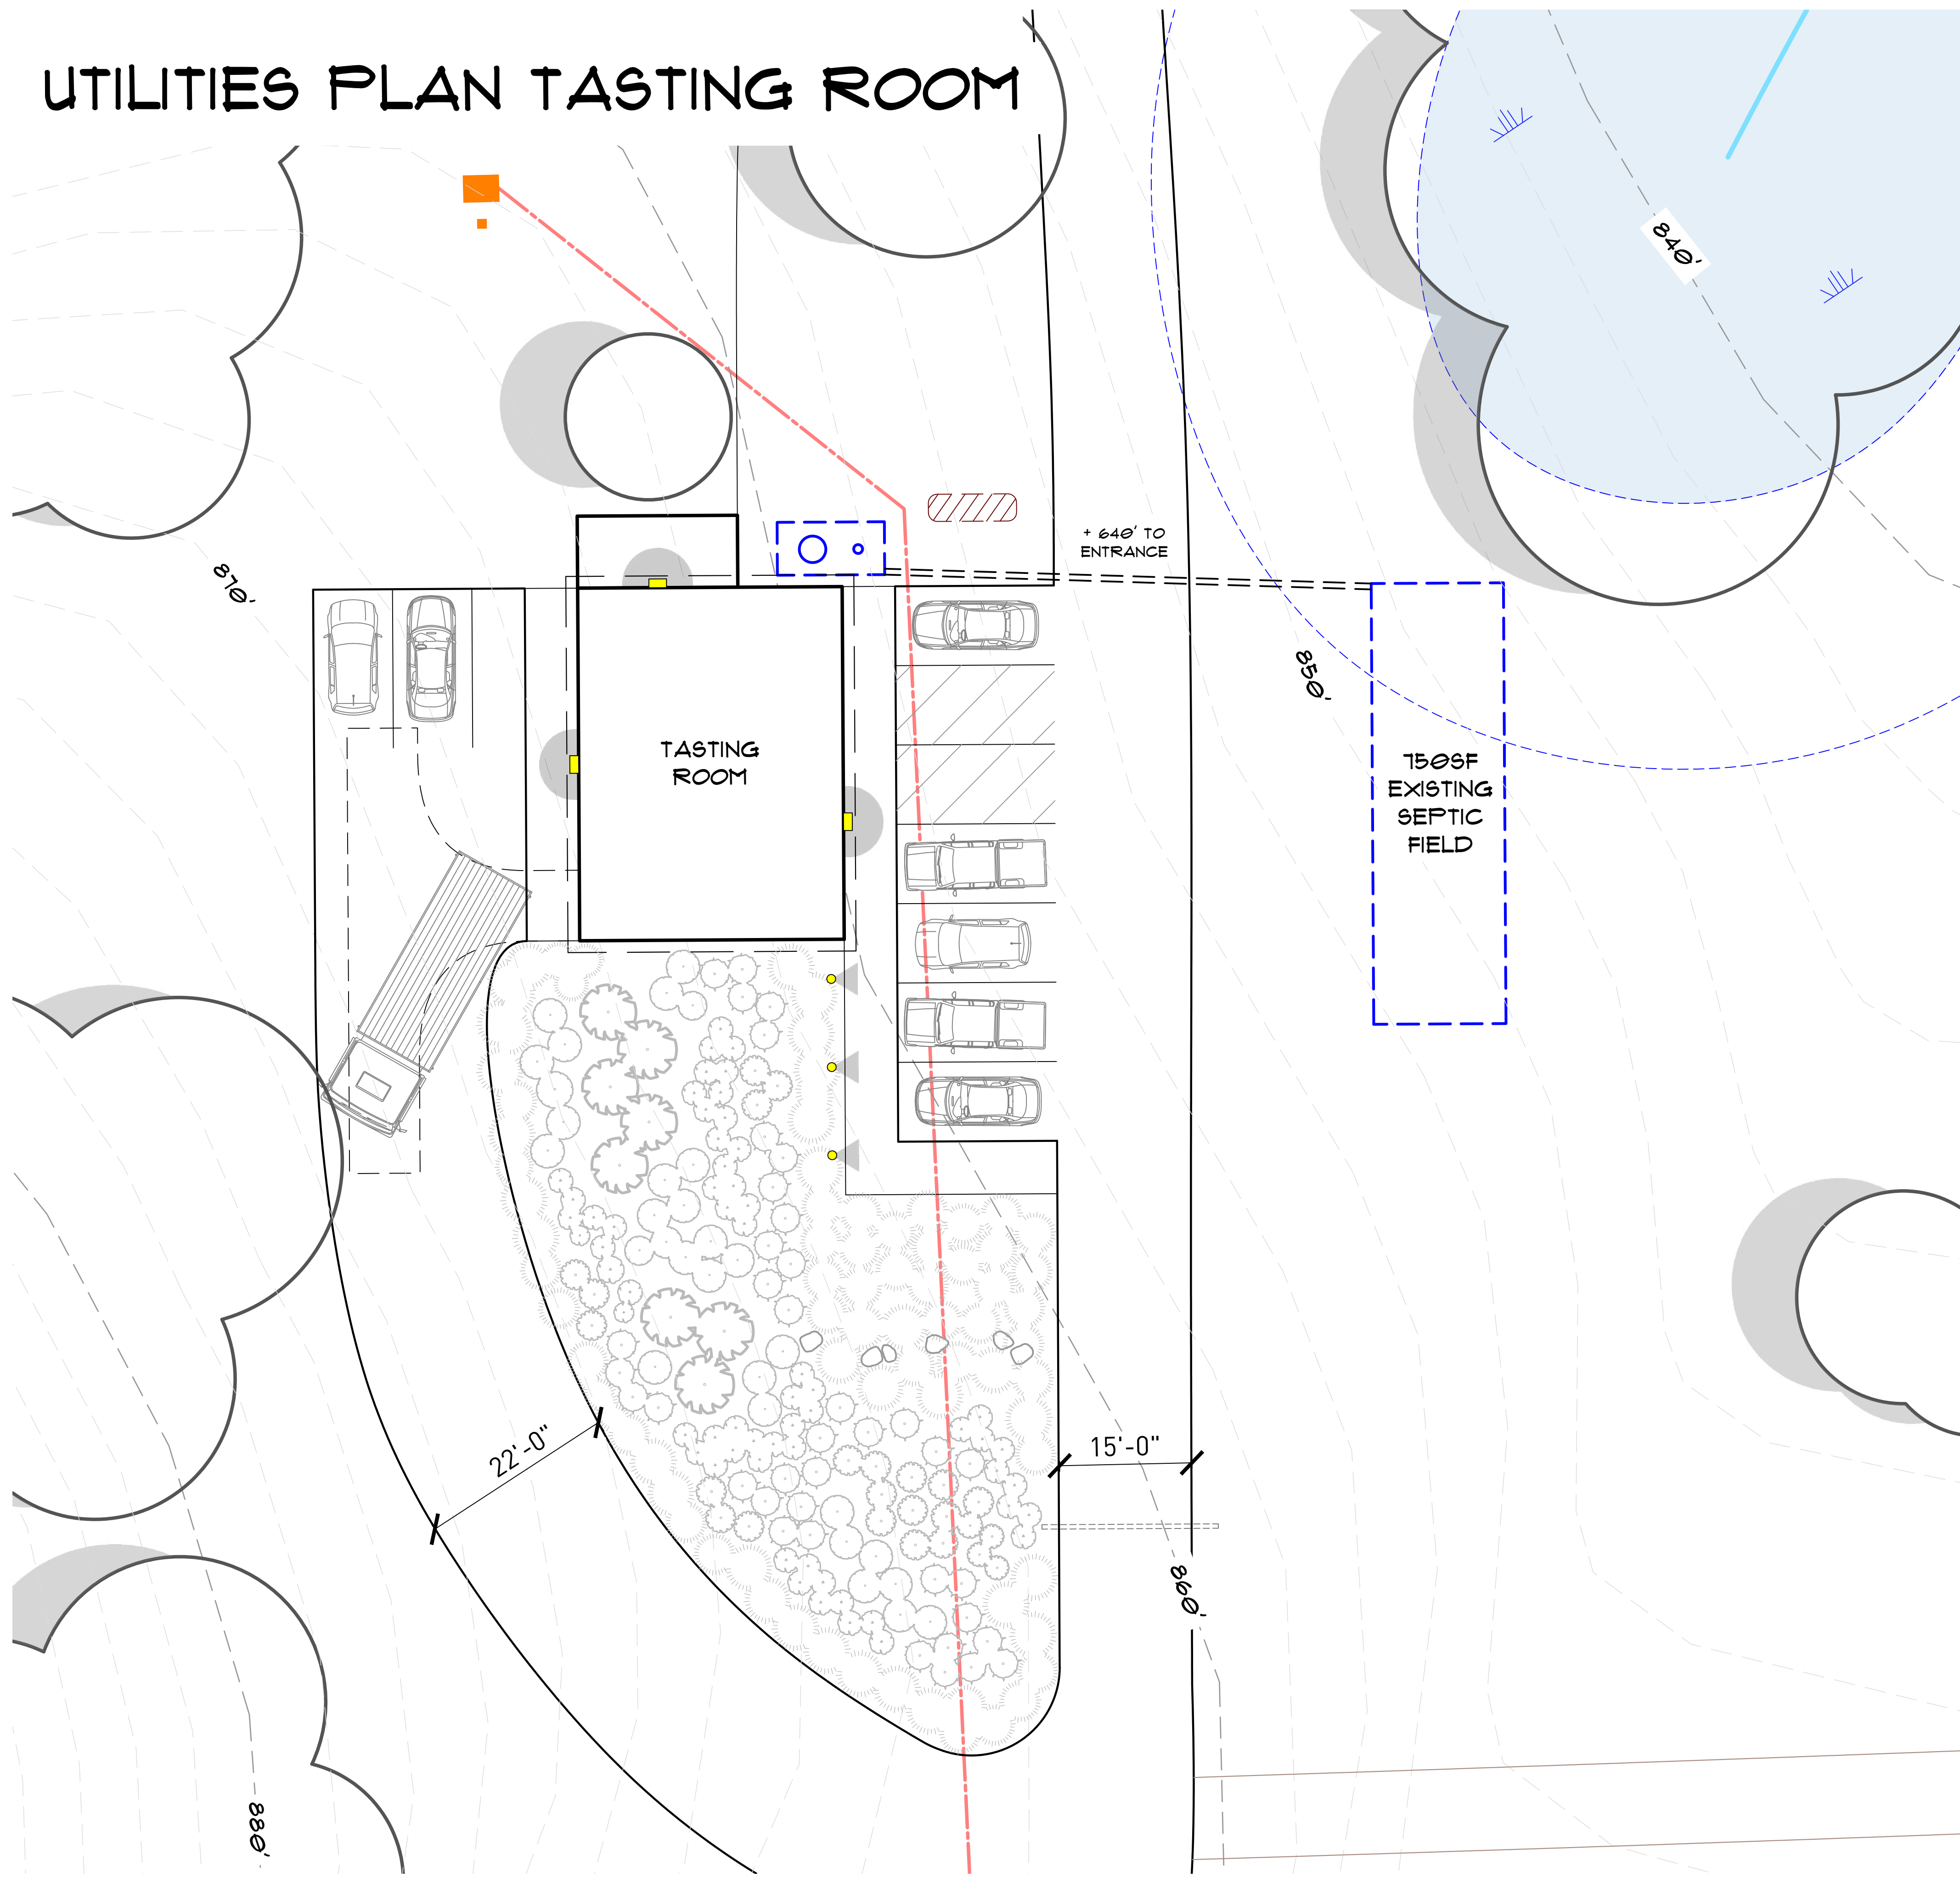 UTILITIES PLAN TASTING ROOM
840'
+ 640' TO
ENTRANCE
870'
850'
TASTING
ROOM
750SF
EXISTING
SEPTIC
FIELD
22'-0"
15'-0"
860'
880'